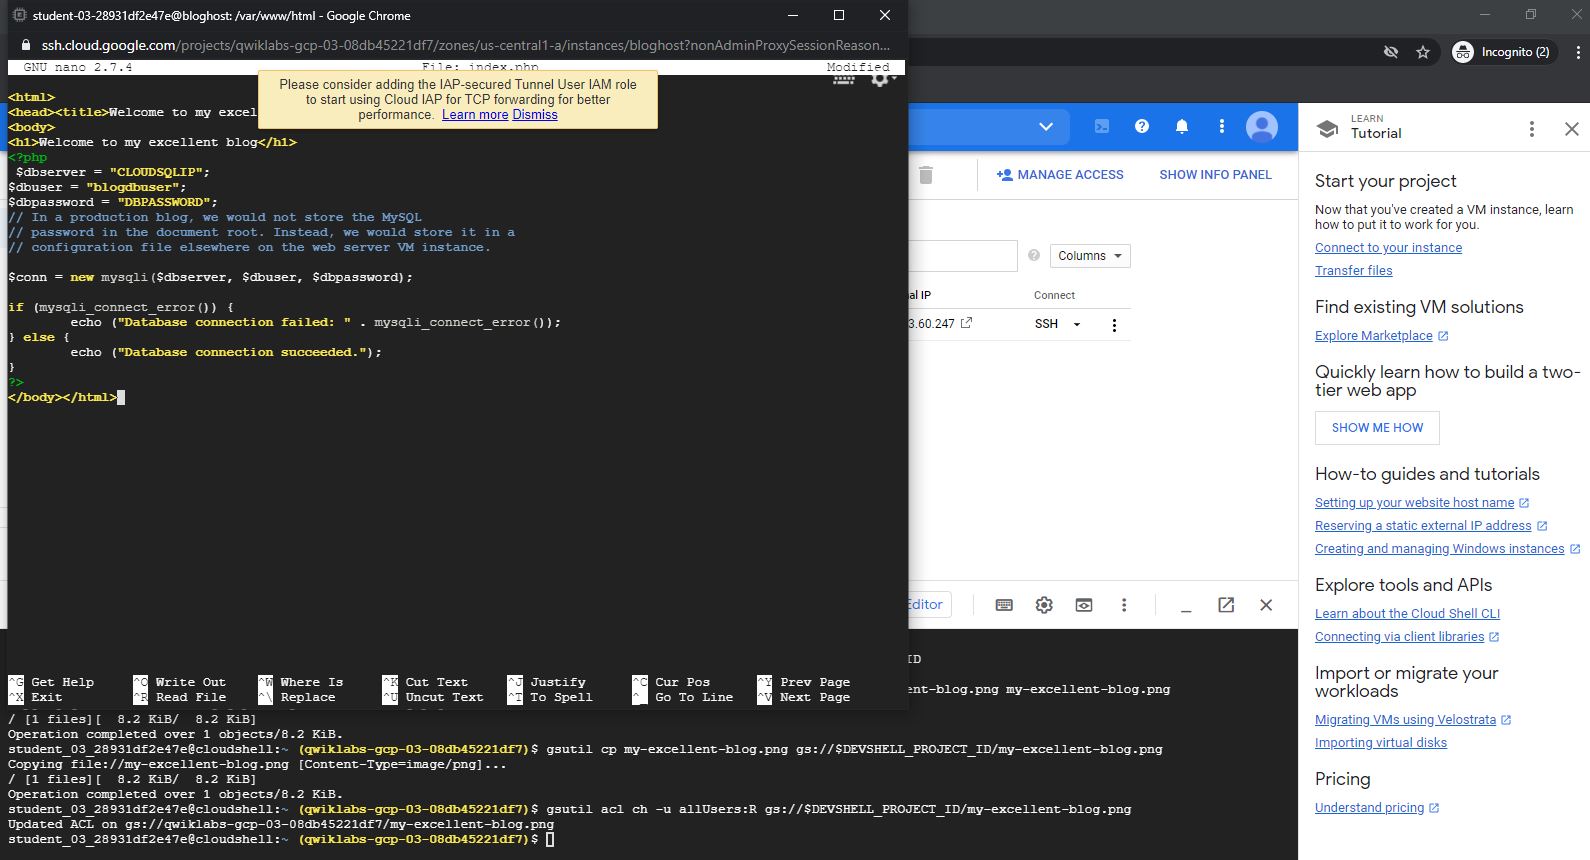 student-03-28931df2e47e@bloghost: /var/www/html - Google Chrome
ssh.cloud.google.com/projects/qwiklabs-gcp-03-08db45221df7/zones/us-central1-a/instances/bloghost?nonAdminProxySessionReason...
GNU nano 2.7.4 File: index.php Modified
Please consider adding the IAP-secured Tunnel User IAM role
to start using Cloud IAP for TCP forwarding for better
performance. Learn more Dismiss
<html>
<head><title>Welcome to my excel
<body>
<h1>Welcome to my excellent blog</h1>
<?php
$dbserver = "CLOUDSQLIP";
$dbuser = "blogdbuser";
$dbpassword = "DBPASSWORD";
// In a production blog, we would not store the MySQL
// password in the document root. Instead, we would store it in a
// configuration file elsewhere on the web server VM instance.
$conn = new mysqli($dbserver, $dbuser, $dbpassword);
if (mysqli_connect_error()) {
echo ("Database connection failed: " . mysqli_connect_error());
} else {
echo ("Database connection succeeded.");
}
?>
</body></html>
^G Get Help ^O Write Out ^W Where Is ^K Cut Text ^J Justify ^C Cur Pos ^Y Prev Page
^X Exit ^R Read File ^\ Replace ^U Uncut Text ^T To Spell ^_ Go To Line ^V Next Page
Incognito (2)
MANAGE ACCESS SHOW INFO PANEL
Columns
al IP Connect
3.60.247 SSH
Editor
ID
ent-blog.png my-excellent-blog.png
/ [1 files][ 8.2 KiB/ 8.2 KiB]
Operation completed over 1 objects/8.2 KiB.
student_03_28931df2e47e@cloudshell:~ (qwiklabs-gcp-03-08db45221df7)$ gsutil cp my-excellent-blog.png gs://$DEVSHELL_PROJECT_ID/my-excellent-blog.png
Copying file://my-excellent-blog.png [Content-Type=image/png]...
/ [1 files][ 8.2 KiB/ 8.2 KiB]
Operation completed over 1 objects/8.2 KiB.
student_03_28931df2e47e@cloudshell:~ (qwiklabs-gcp-03-08db45221df7)$ gsutil acl ch -u allUsers:R gs://$DEVSHELL_PROJECT_ID/my-excellent-blog.png
Updated ACL on gs://qwiklabs-gcp-03-08db45221df7/my-excellent-blog.png
student_03_28931df2e47e@cloudshell:~ (qwiklabs-gcp-03-08db45221df7)$
LEARN
Tutorial
Start your project
Now that you've created a VM instance, learn
how to put it to work for you.
Connect to your instance
Transfer files
Find existing VM solutions
Explore Marketplace
Quickly learn how to build a two-
tier web app
SHOW ME HOW
How-to guides and tutorials
Setting up your website host name
Reserving a static external IP address
Creating and managing Windows instances
Explore tools and APIs
Learn about the Cloud Shell CLI
Connecting via client libraries
Import or migrate your
workloads
Migrating VMs using Velostrata
Importing virtual disks
Pricing
Understand pricing